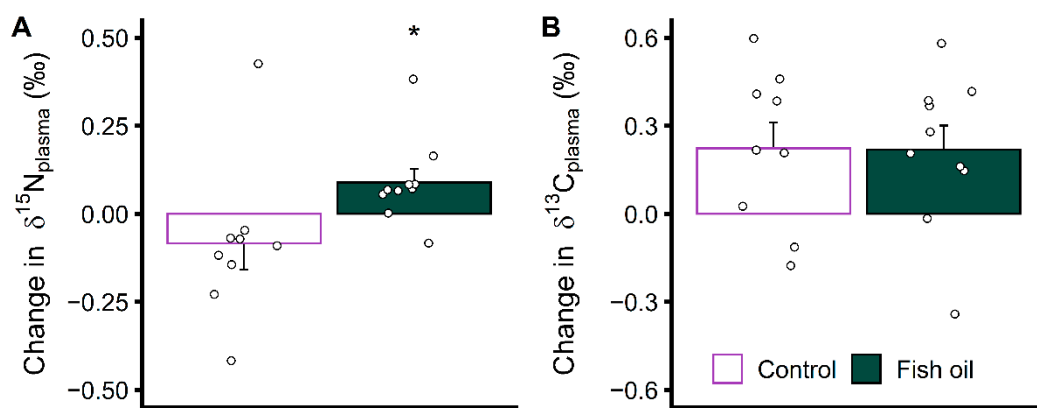 A
Change in δ15Nplasma (‰)
0.50
0.25
0.00
−0.25
−0.50
*
B
Change in δ13Cplasma (‰)
0.6
0.3
0.0
−0.3
−0.6
Control
Fish oil